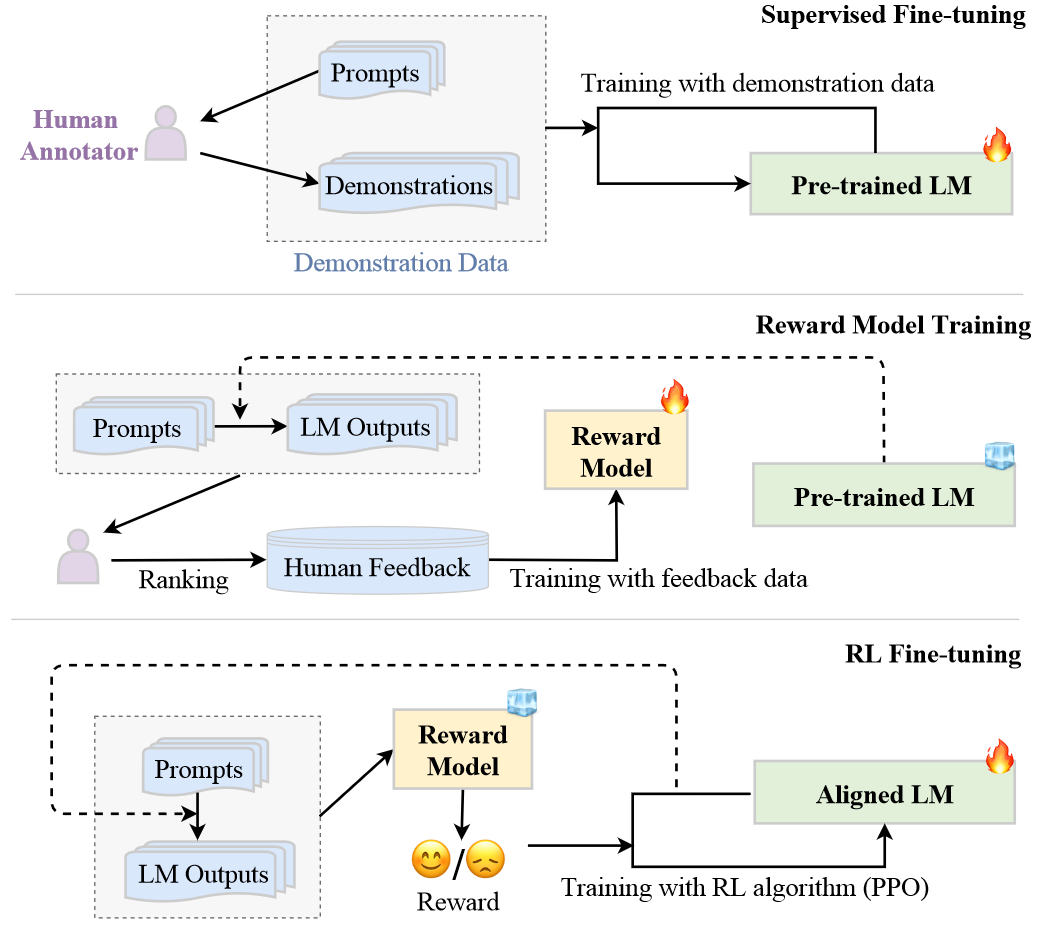 Supervised Fine-tuning
Prompts
Training with demonstration data
Human
Annotator
Demonstrations
Pre-trained LM
Demonstration Data
Reward Model Training
Prompts
LM Outputs
Reward
Model
Pre-trained LM
Ranking
Human Feedback
Training with feedback data
RL Fine-tuning
Prompts
Reward
Model
Aligned LM
LM Outputs
/
Reward
Training with RL algorithm (PPO)